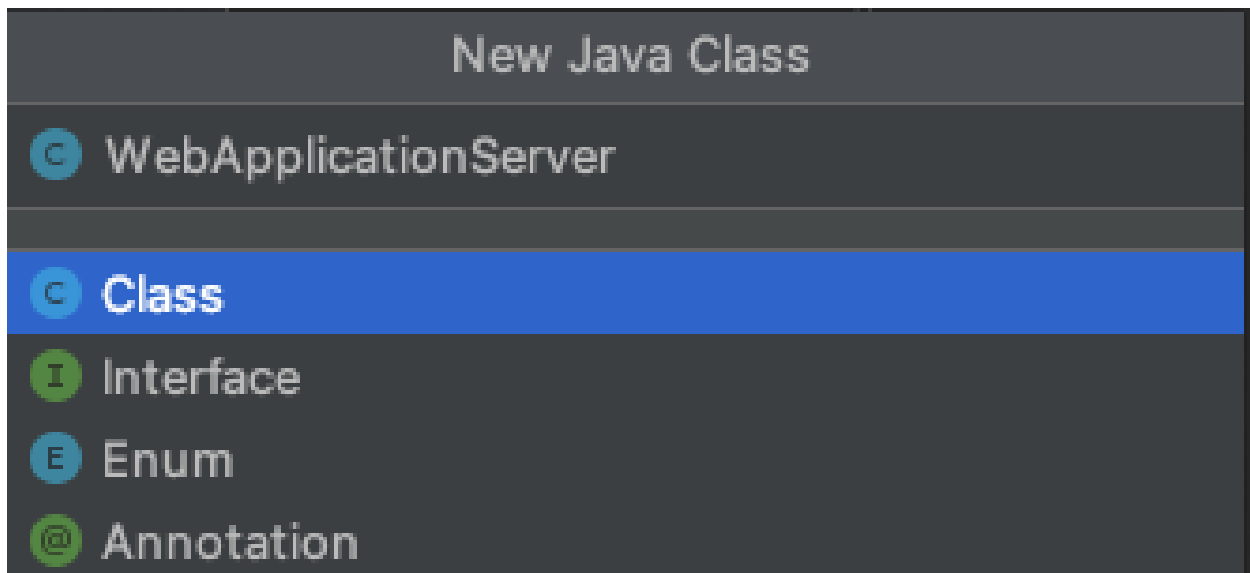 New Java Class
C WebApplicationServer
C Class
I Interface
E Enum
@ Annotation